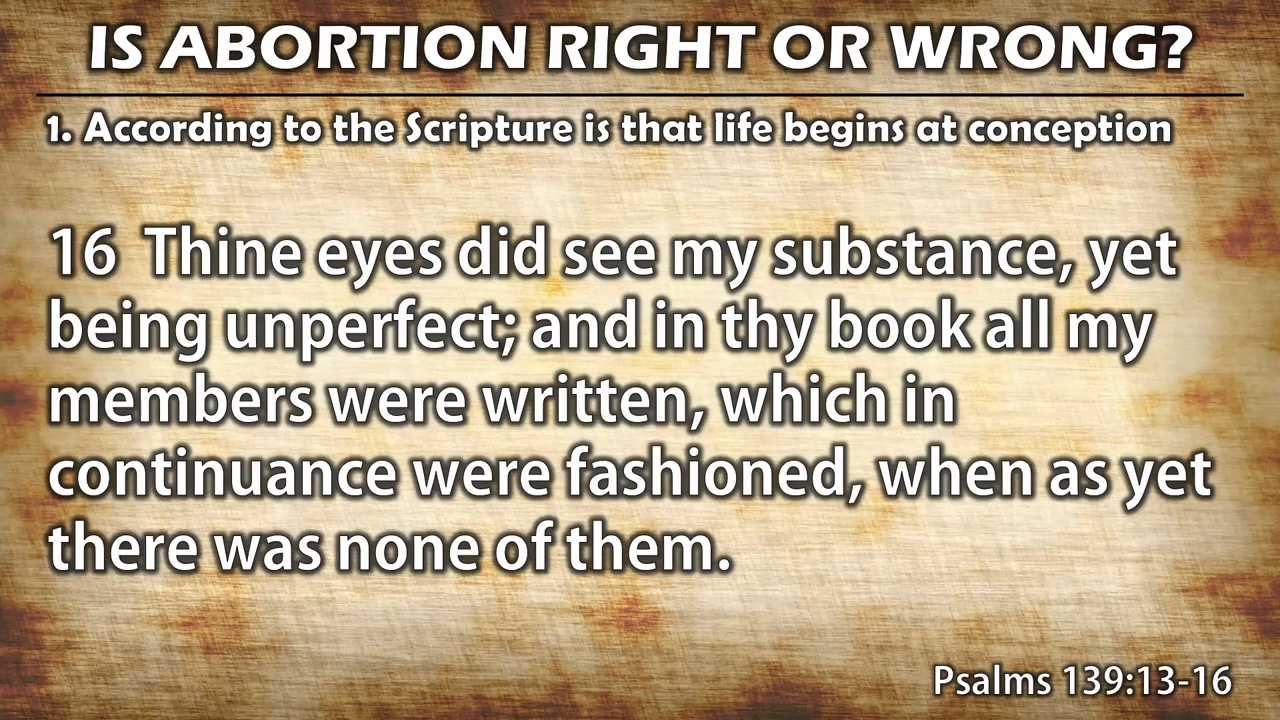 IS ABORTION RIGHT OR WRONG?
1. According to the Scripture is that life begins at conception
16 Thine eyes did see my substance, yet
being unperfect; and in thy book all my
members were written, which in
continuance were fashioned, when as yet
there was none of them.
Psalms 139:13-16